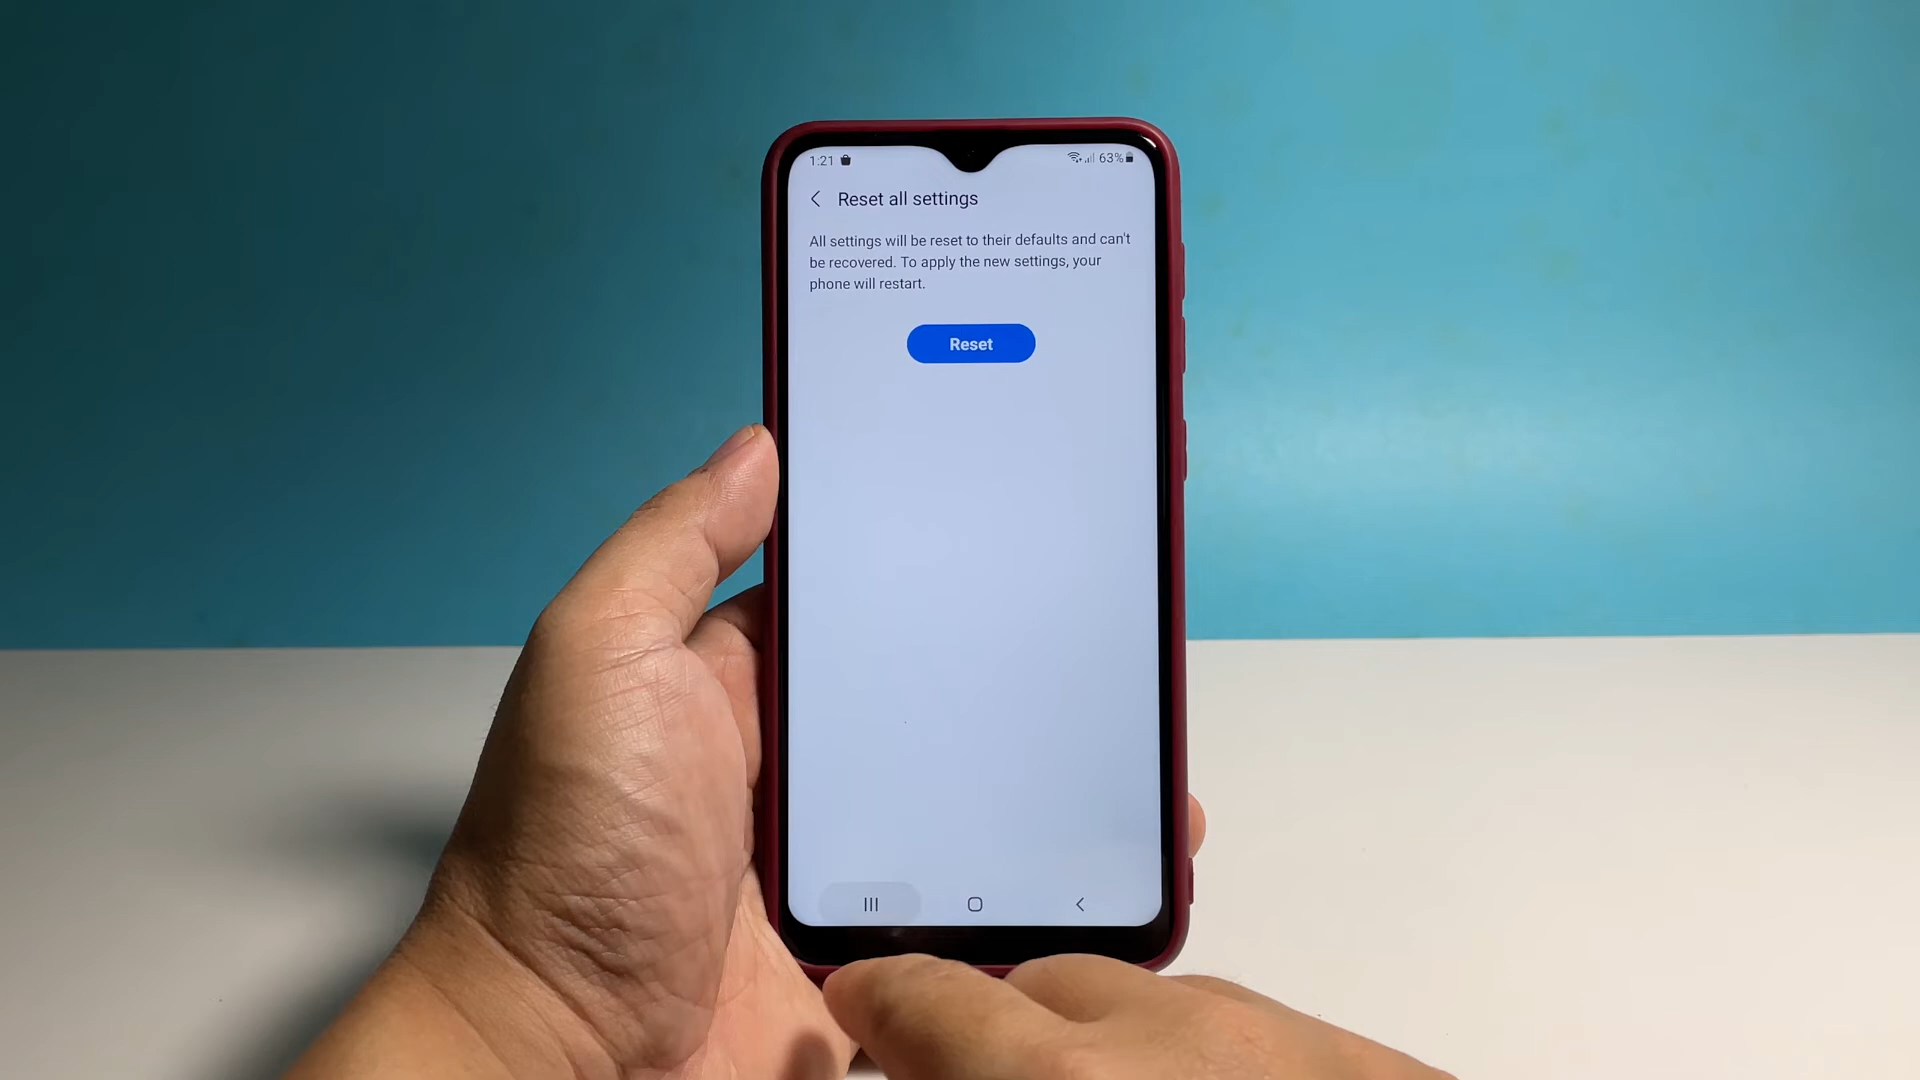 1:21 63%
Reset all settings
All settings will be reset to their defaults and can't
be recovered. To apply the new settings, your
phone will restart.
Reset